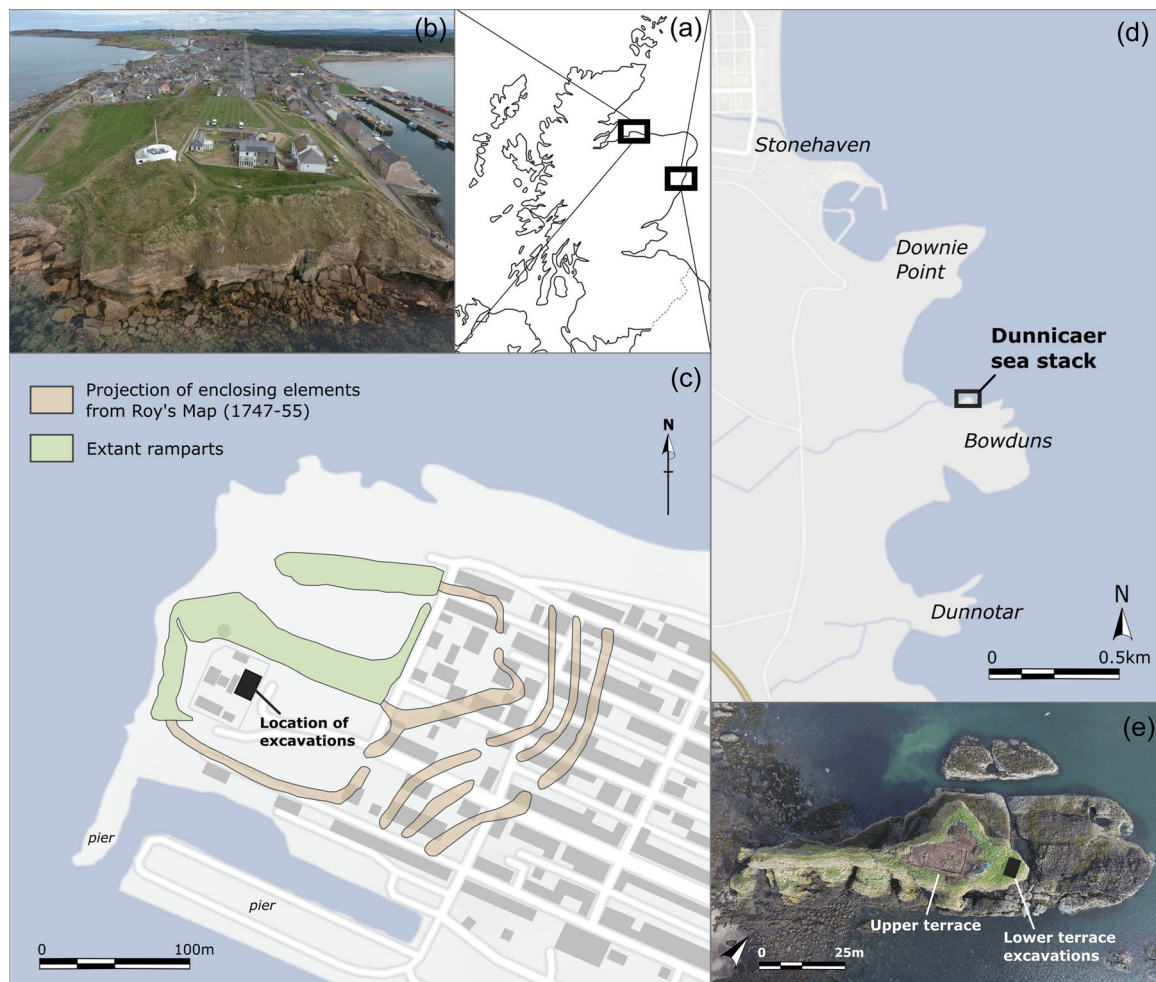 (b)
(a)
(d)
Stonehaven
Downie
Point
Dunnicaer
sea stack
Bowduns
Dunnotar
N
0 0.5km
(c)
Projection of enclosing elements
from Roy's Map (1747-55)
Extant ramparts
N
Location of
excavations
pier
pier
0 100m
(e)
Upper terrace
Lower terrace
excavations
N
0 25m